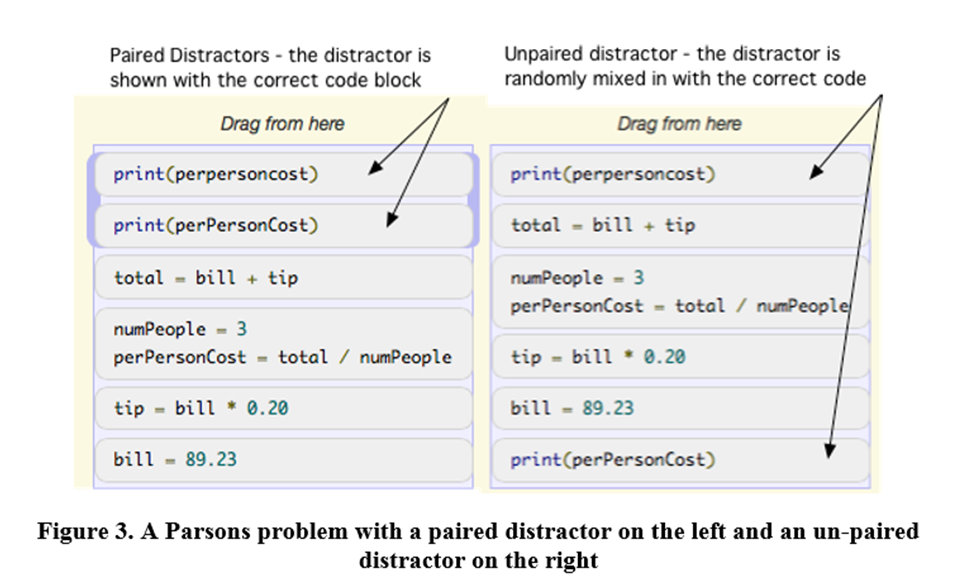 Paired Distractors - the distractor is
shown with the correct code block
Unpaired distractor - the distractor is
randomly mixed in with the correct code
Drag from here
print(perpersoncost)
print(perPersonCost)
total = bill + tip
numPeople = 3
perPersonCost = total / numPeople
tip = bill * 0.20
bill = 89.23
Drag from here
print(perpersoncost)
total = bill + tip
numPeople = 3
perPersonCost = total / numPeople
tip = bill * 0.20
bill = 89.23
print(perPersonCost)
Figure 3. A Parsons problem with a paired distractor on the left and an un-paired
distractor on the right